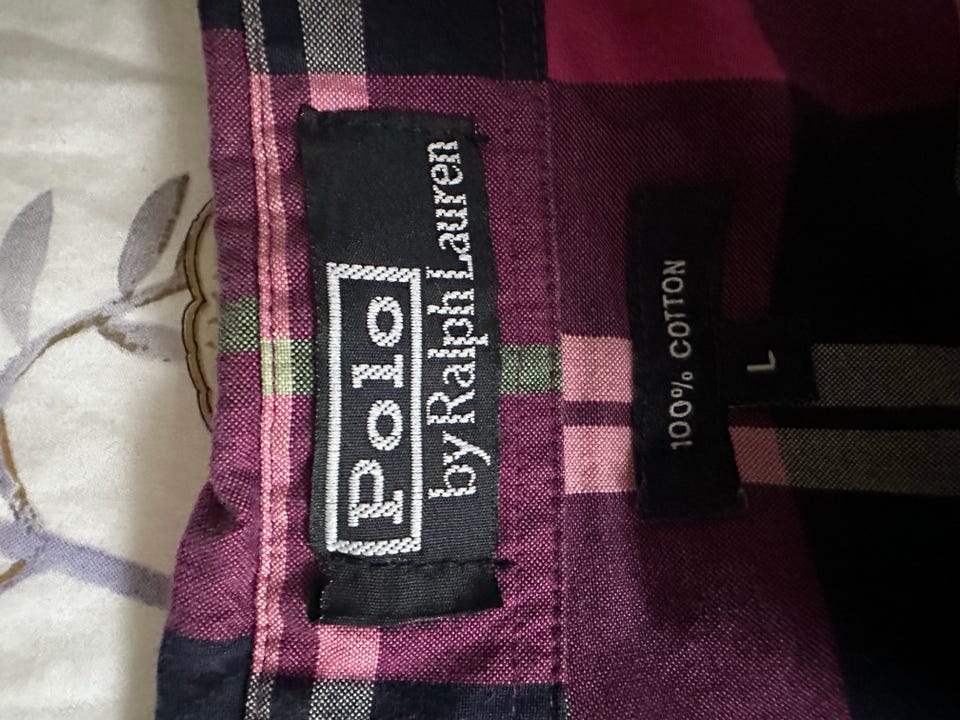 Polo
by Ralph Lauren
100% COTTON
L